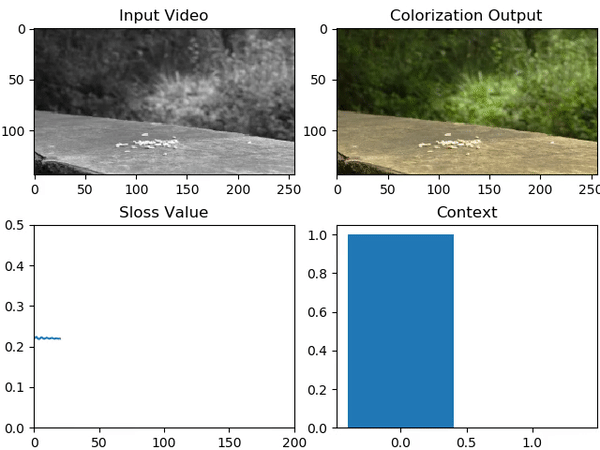 Input Video
Colorization Output
0
50
100
0 50 100 150 200 250
0
50
100
0 50 100 150 200 250
Sloss Value
Context
0.5
0.4
0.3
0.2
0.1
0.0
0 50 100 150 200
1.0
0.8
0.6
0.4
0.2
0.0
0.0 0.5 1.0